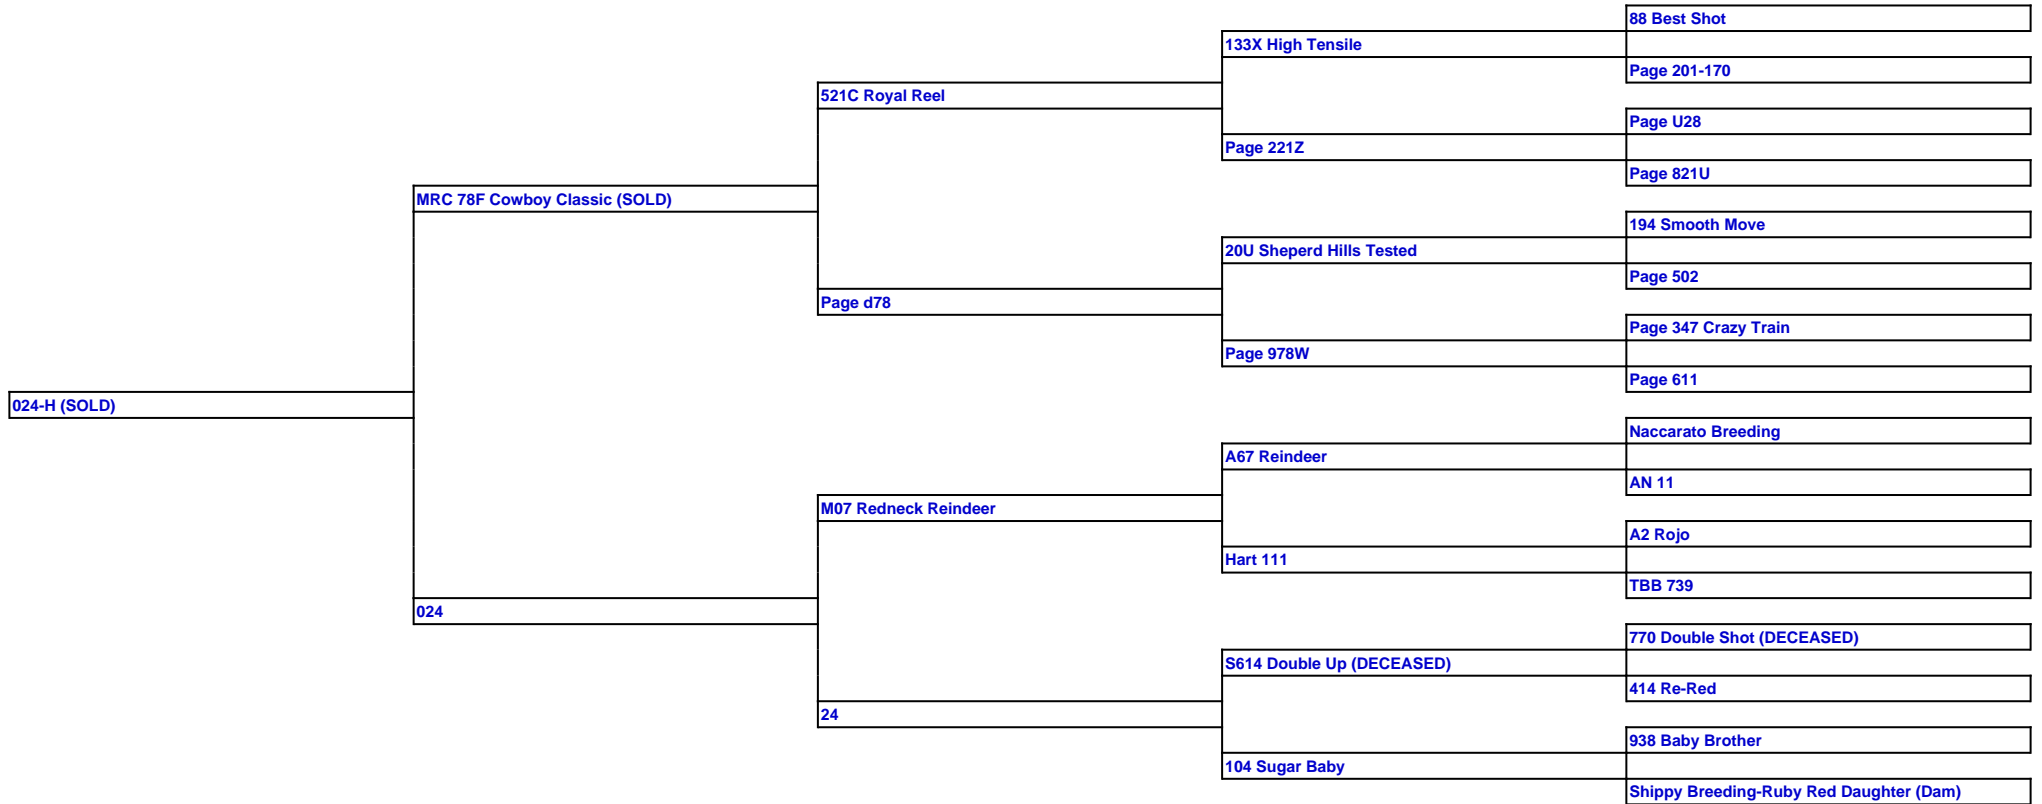 88 Best Shot
133X High Tensile
Page 201-170
521C Royal Reel
Page U28
Page 221Z
Page 821U
MRC 78F Cowboy Classic (SOLD)
194 Smooth Move
20U Sheperd Hills Tested
Page 502
Page d78
Page 347 Crazy Train
Page 978W
Page 611
024-H (SOLD)
Naccarato Breeding
A67 Reindeer
AN 11
M07 Redneck Reindeer
A2 Rojo
Hart 111
TBB 739
024
770 Double Shot (DECEASED)
S614 Double Up (DECEASED)
414 Re-Red
24
938 Baby Brother
104 Sugar Baby
Shippy Breeding-Ruby Red Daughter (Dam)